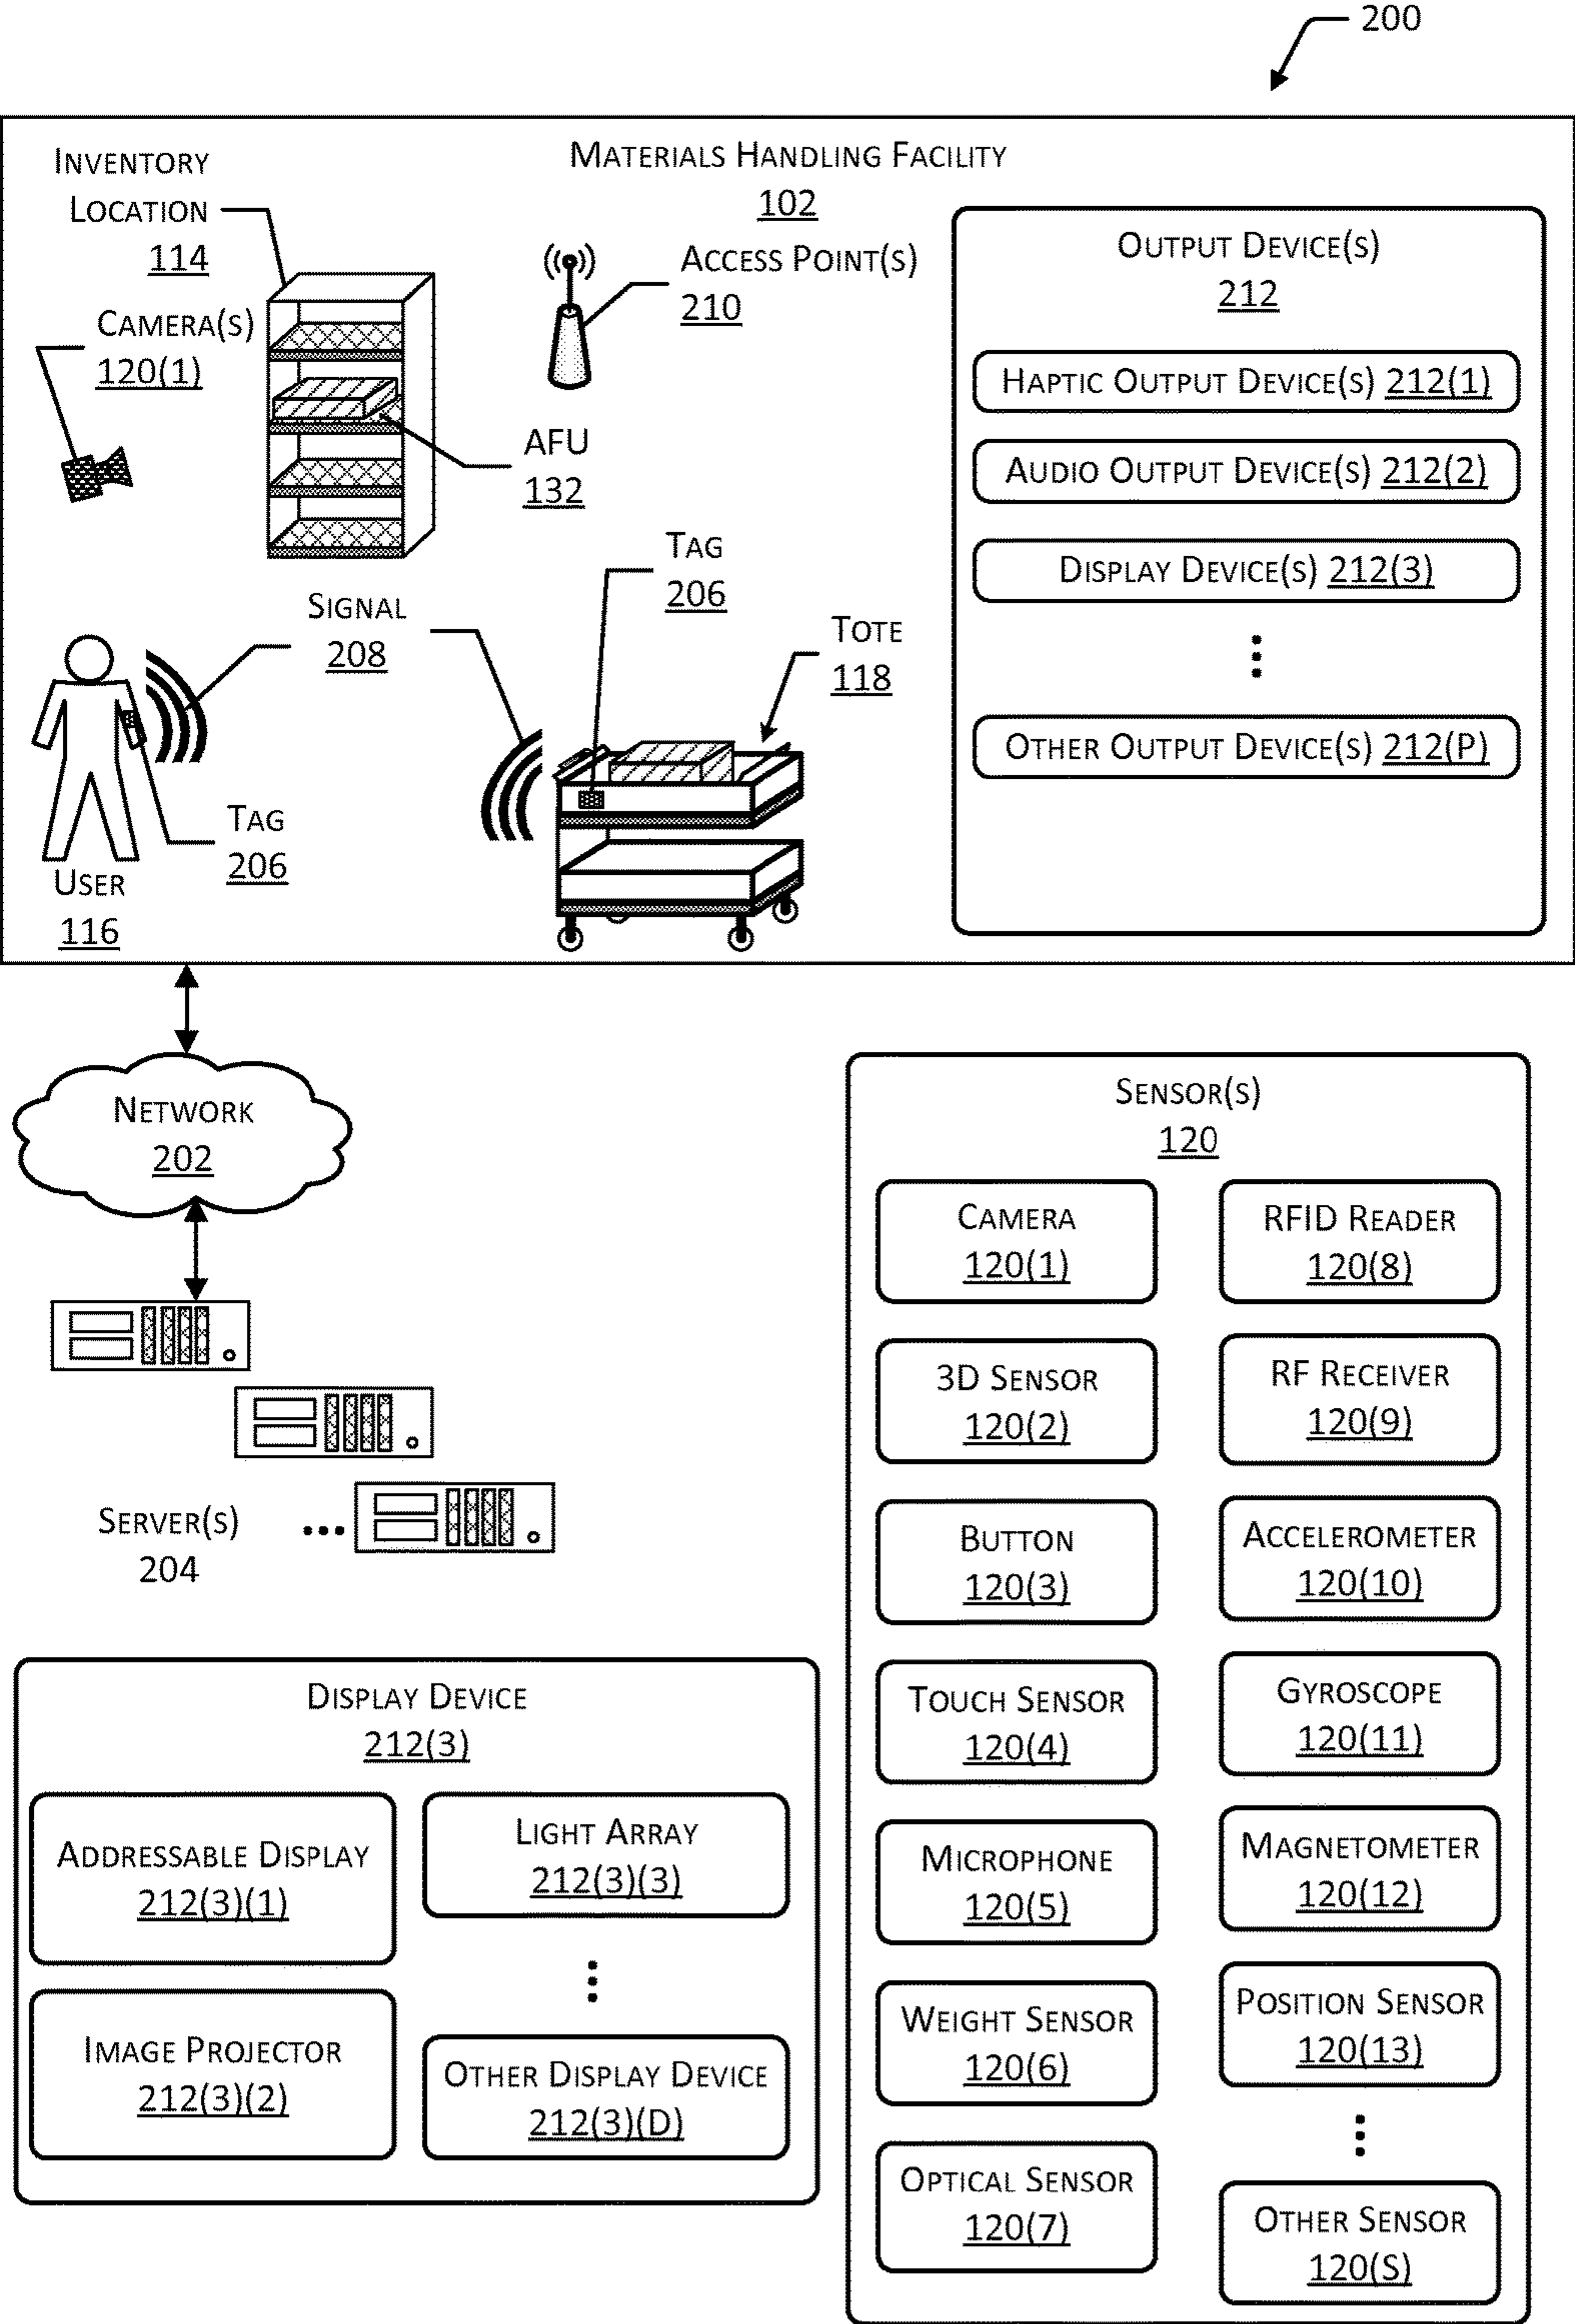 200
INVENTORY
LOCATION
114
MATERIALS HANDLING FACILITY
102
CAMERA(S)
120(1)
ACCESS POINT(S)
210
AFU
132
TAG
206
SIGNAL
208
TOTE
118
TAG
206
USER
116
OUTPUT DEVICE(S)
212
HAPTIC OUTPUT DEVICE(S) 212(1)
AUDIO OUTPUT DEVICE(S) 212(2)
DISPLAY DEVICE(S) 212(3)
OTHER OUTPUT DEVICE(S) 212(P)
NETWORK
202
SERVER(S)
204
DISPLAY DEVICE
212(3)
ADDRESSABLE DISPLAY
212(3)(1)
IMAGE PROJECTOR
212(3)(2)
LIGHT ARRAY
212(3)(3)
OTHER DISPLAY DEVICE
212(3)(D)
SENSOR(S)
120
CAMERA
120(1)
3D SENSOR
120(2)
BUTTON
120(3)
TOUCH SENSOR
120(4)
MICROPHONE
120(5)
WEIGHT SENSOR
120(6)
OPTICAL SENSOR
120(7)
RFID READER
120(8)
RF RECEIVER
120(9)
ACCELEROMETER
120(10)
GYROSCOPE
120(11)
MAGNETOMETER
120(12)
POSITION SENSOR
120(13)
OTHER SENSOR
120(S)